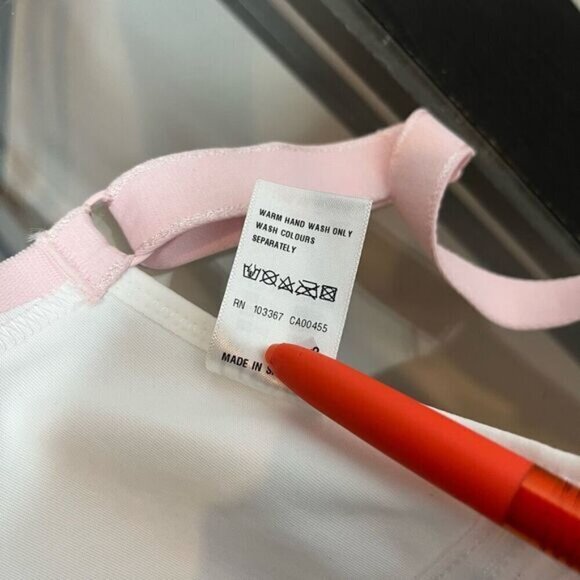 WARM HAND WASH ONLY
WASH COLOURS
SEPARATELY
RN 103367 CA00455
MADE IN